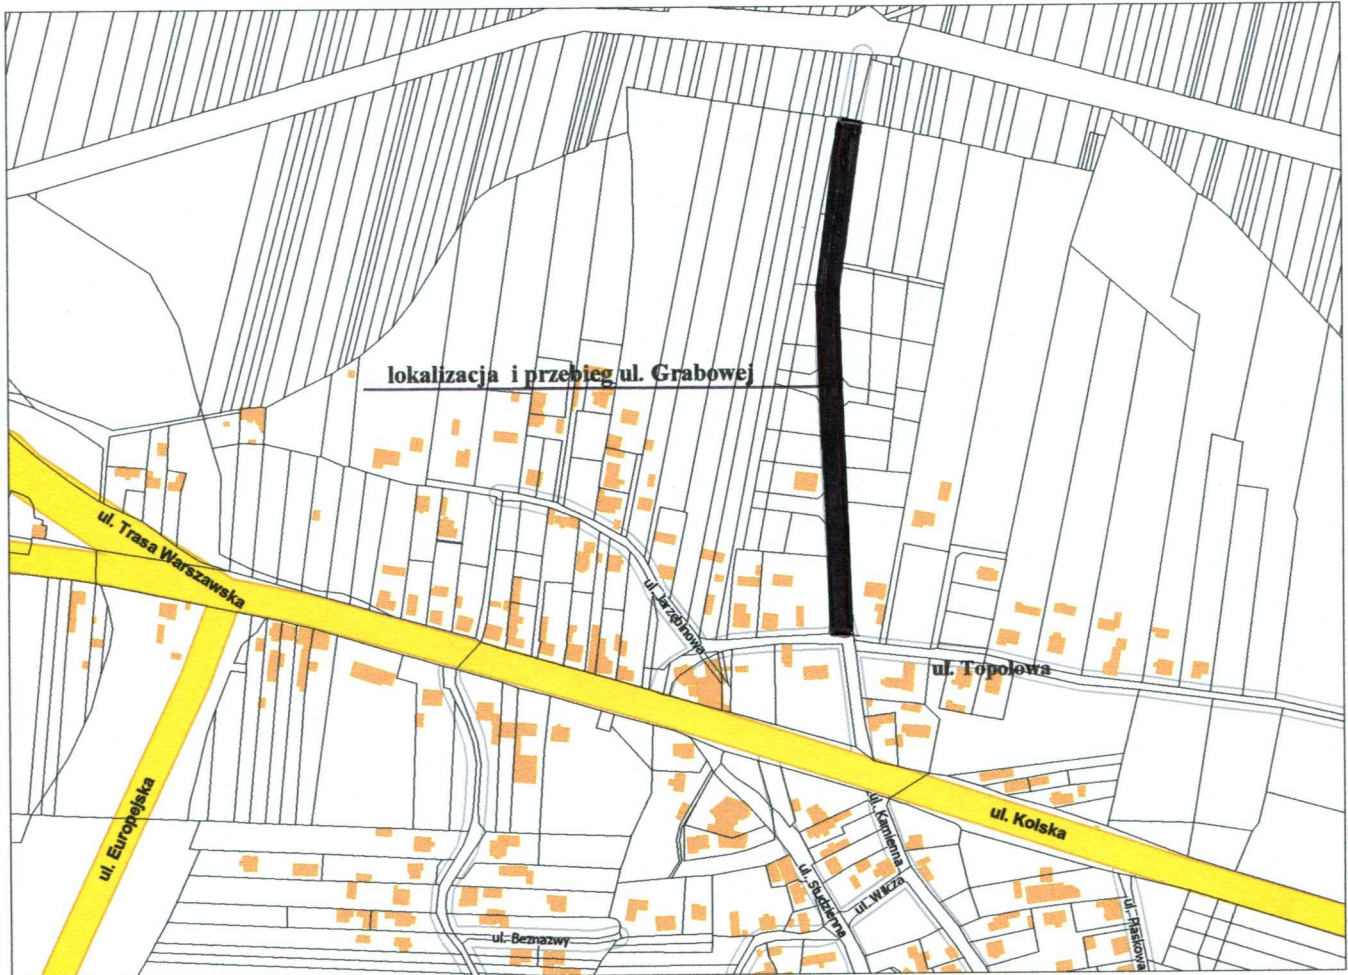 lokalizacja i przebieg ul. Grabowej
ul. Trasa Warszawska
ul. Jarzębinowa
ul. Topolowa
ul. Europejska
ul. Kolska
ul. Kamienna
ul. Studzienna
ul. Wilcza
ul. Piaskowa
ul. Beznazwy